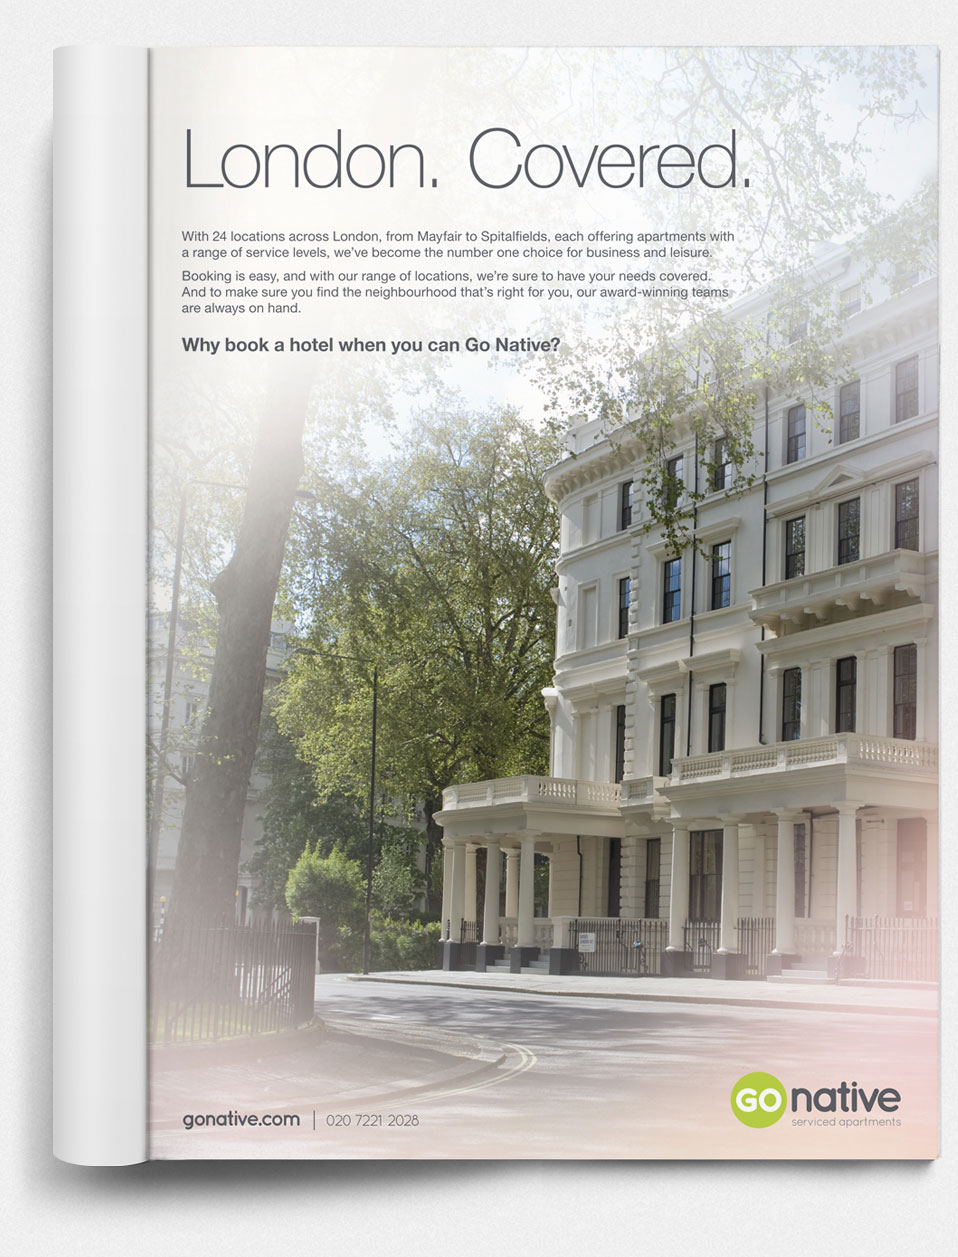 London. Covered.
With 24 locations across London, from Mayfair to Spitalfields, each offering apartments with
a range of service levels, we've become the number one choice for business and leisure.
Booking is easy, and with our range of locations, we're sure to have your needs covered.
And to make sure you find the neighbourhood that's right for you, our award-winning teams
are always on hand.
Why book a hotel when you can Go Native?
gonative.com | 020 7221 2028
GO native
serviced apartments